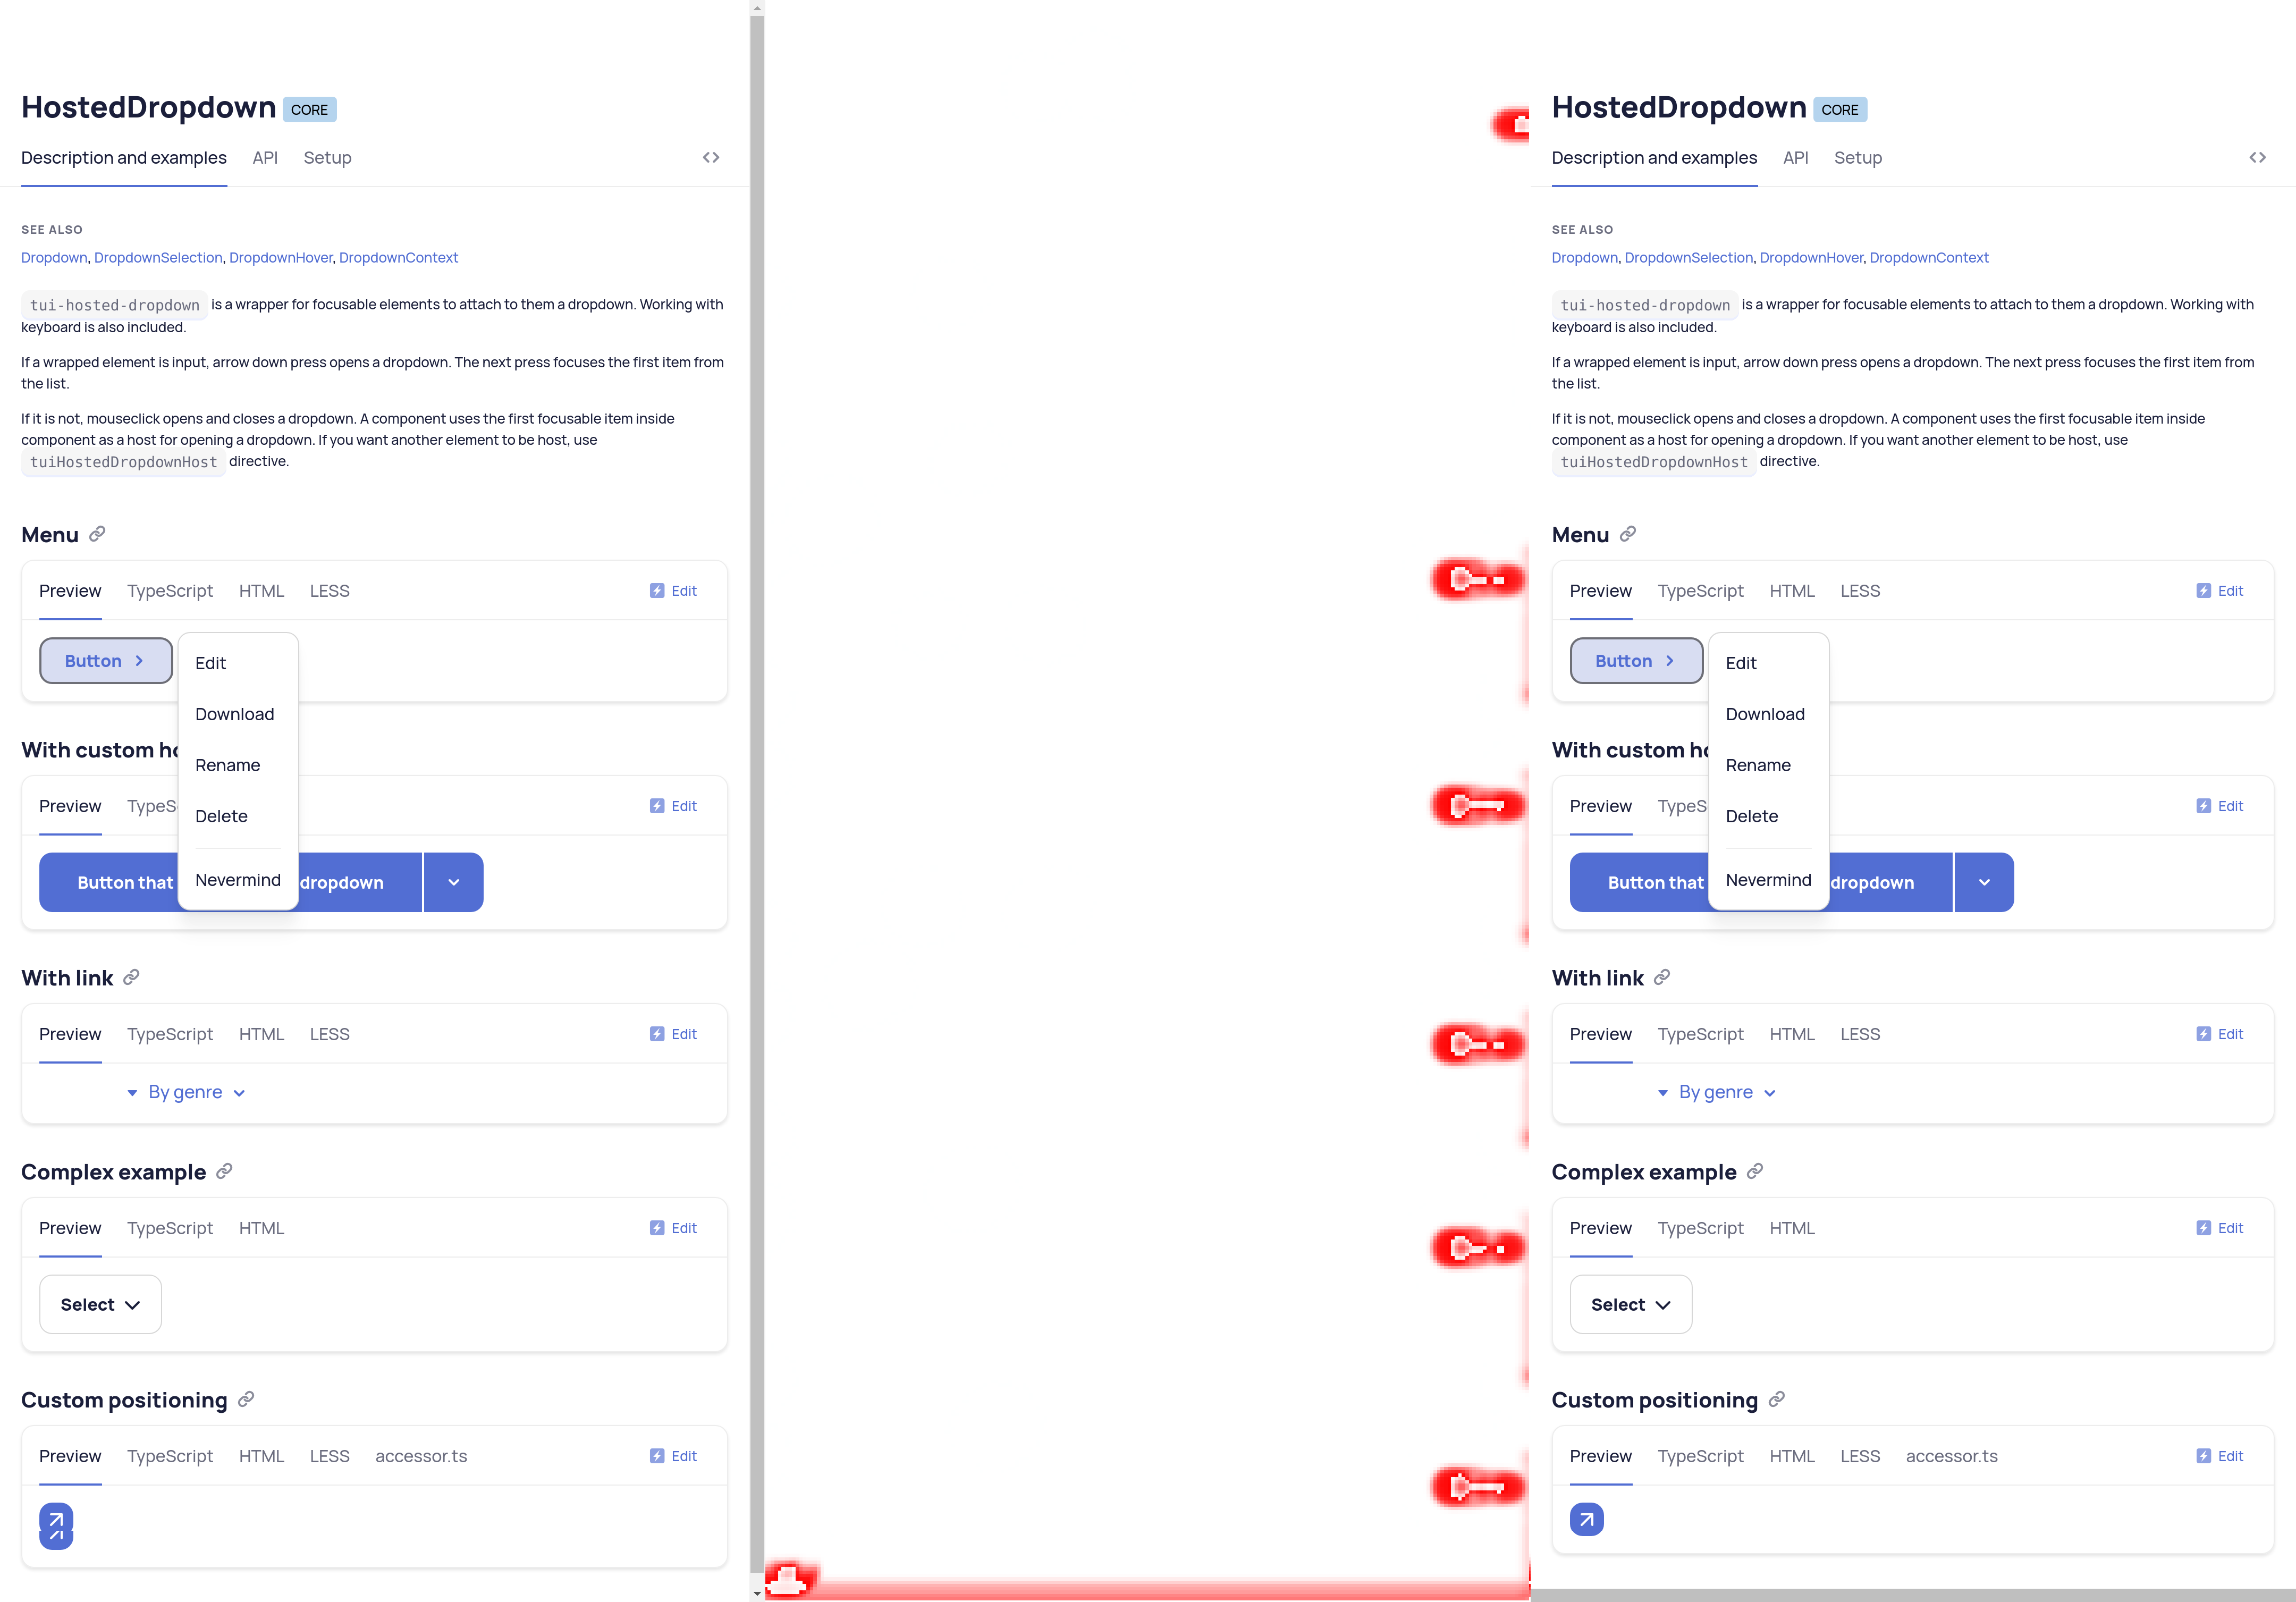 HostedDropdown CORE
Description and examples API Setup
SEE ALSO
Dropdown, DropdownSelection, DropdownHover, DropdownContext
tui-hosted-dropdown is a wrapper for focusable elements to attach to them a dropdown. Working with
keyboard is also included.
If a wrapped element is input, arrow down press opens a dropdown. The next press focuses the first item from
the list.
If it is not, mouseclick opens and closes a dropdown. A component uses the first focusable item inside
component as a host for opening a dropdown. If you want another element to be host, use
tuiHostedDropdownHost directive.
Menu
Preview TypeScript HTML LESS Edit
Button
Edit
Download
Rename
Delete
Nevermind
With custom
Preview Edit
Button that dropdown
With link
Preview TypeScript HTML LESS Edit
By genre
Complex example
Preview TypeScript HTML Edit
Select
Custom positioning
Preview TypeScript HTML LESS accessor.ts Edit
HostedDropdown CORE
Description and examples API Setup
SEE ALSO
Dropdown, DropdownSelection, DropdownHover, DropdownContext
tui-hosted-dropdown is a wrapper for focusable elements to attach to them a dropdown. Working with
keyboard is also included.
If a wrapped element is input, arrow down press opens a dropdown. The next press focuses the first item from
the list.
If it is not, mouseclick opens and closes a dropdown. A component uses the first focusable item inside
component as a host for opening a dropdown. If you want another element to be host, use
tuiHostedDropdownHost directive.
Menu
Preview TypeScript HTML LESS Edit
Button
Edit
Download
Rename
Delete
Nevermind
With custom
Preview Edit
Button that dropdown
With link
Preview TypeScript HTML LESS Edit
By genre
Complex example
Preview TypeScript HTML Edit
Select
Custom positioning
Preview TypeScript HTML LESS accessor.ts Edit